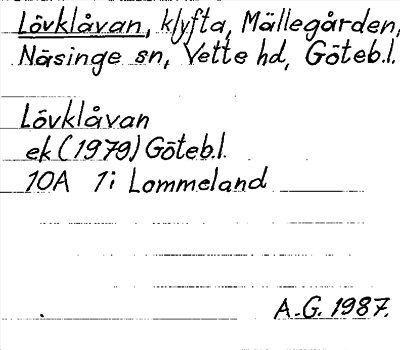 Lövklåvan, klyfta, Mällegården,
Näsinge sn, Vette hd, Göteb.l.
Lövklåvan
ek (1979) Göteb.l.
10A 1i Lommeland
A.G. 1987.